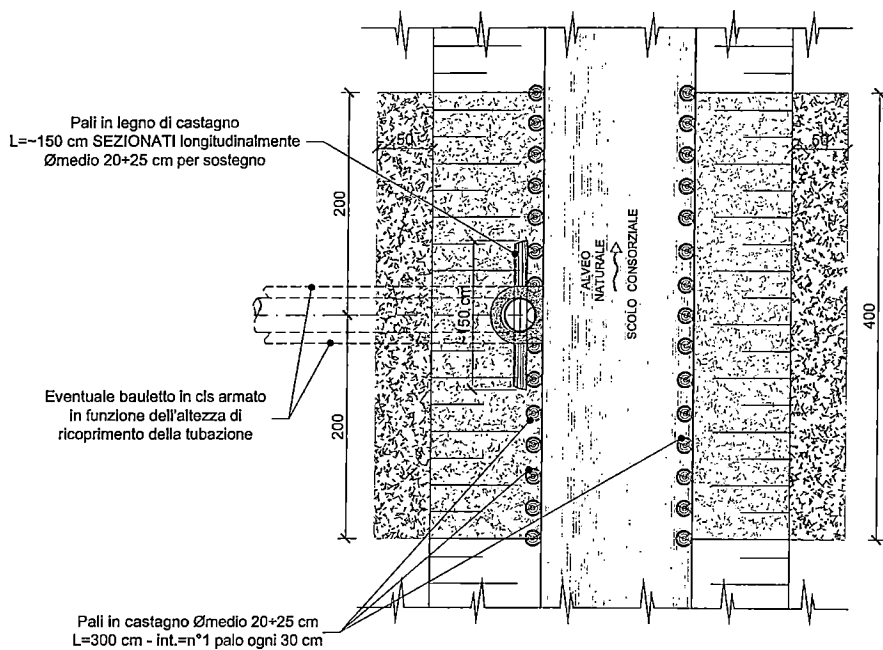 Pali in legno di castagno
L=~150 cm SEZIONATI longitudinalmente
Ømedio 20÷25 cm per sostegno
50
50
200
200
400
~150 cm
ALVEO
NATURALE
SCOLO CONSORZIALE
Eventuale bauletto in cls armato
in funzione dell'altezza di
ricoprimento della tubazione
Pali in castagno Ømedio 20÷25 cm
L=300 cm - int.=n°1 palo ogni 30 cm